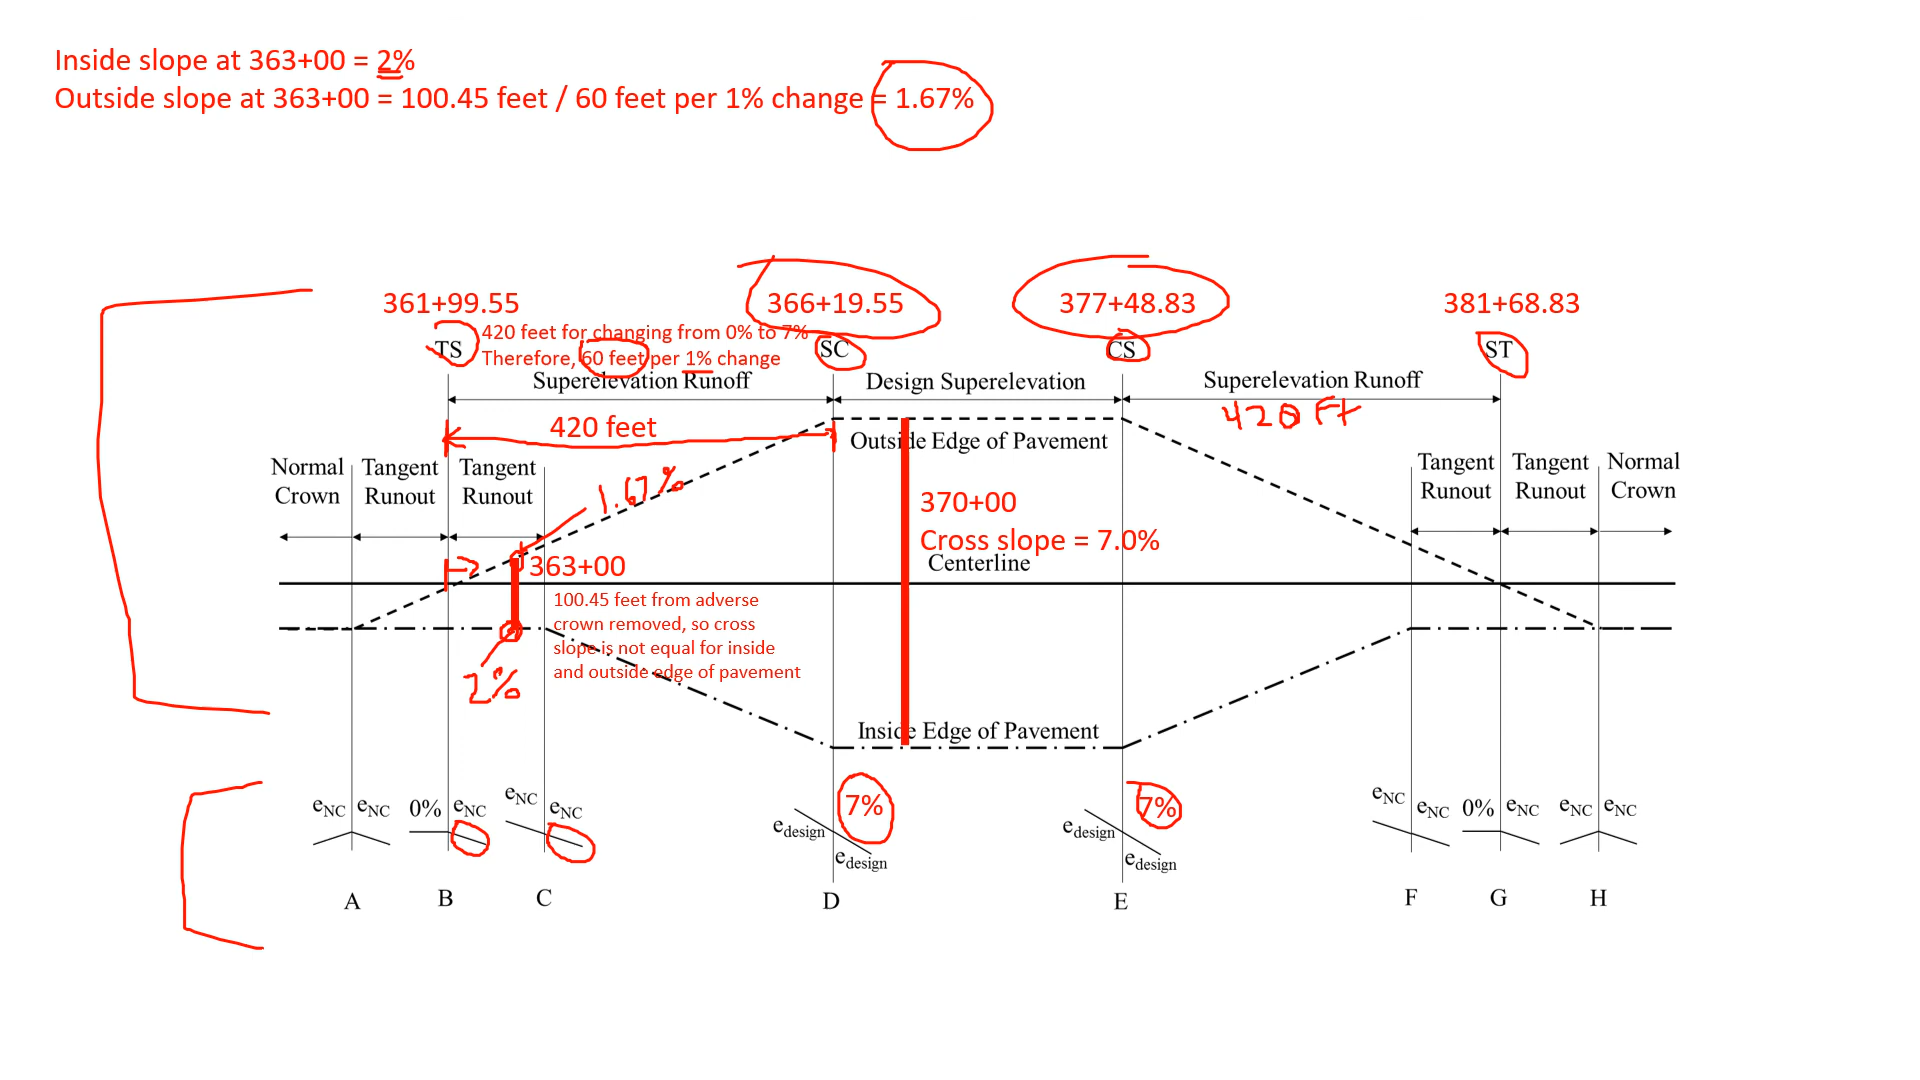 Inside slope at 363+00 = 2%
Outside slope at 363+00 = 100.45 feet / 60 feet per 1% change = 1.67%
361+99.55
366+19.55
377+48.83
381+68.83
420 feet for changing from 0% to 7%
TS
SC
CS
ST
Therefore, 60 feet per 1% change
Superelevation Runoff
Design Superelevation
Superelevation Runoff
420 feet
420 Ft
Outside Edge of Pavement
Normal
Crown
Tangent
Runout
Tangent
Runout
1.67%
Tangent
Runout
Tangent
Runout
Normal
Crown
370+00
Cross slope = 7.0%
363+00
Centerline
100.45 feet from adverse
crown removed, so cross
slope is not equal for inside
and outside edge of pavement
2%
Inside Edge of Pavement
eNC eNC
0% eNC
eNC
eNC
7%
edesign
edesign
7%
edesign
edesign
eNC
eNC
0% eNC
eNC eNC
A
B
C
D
E
F
G
H